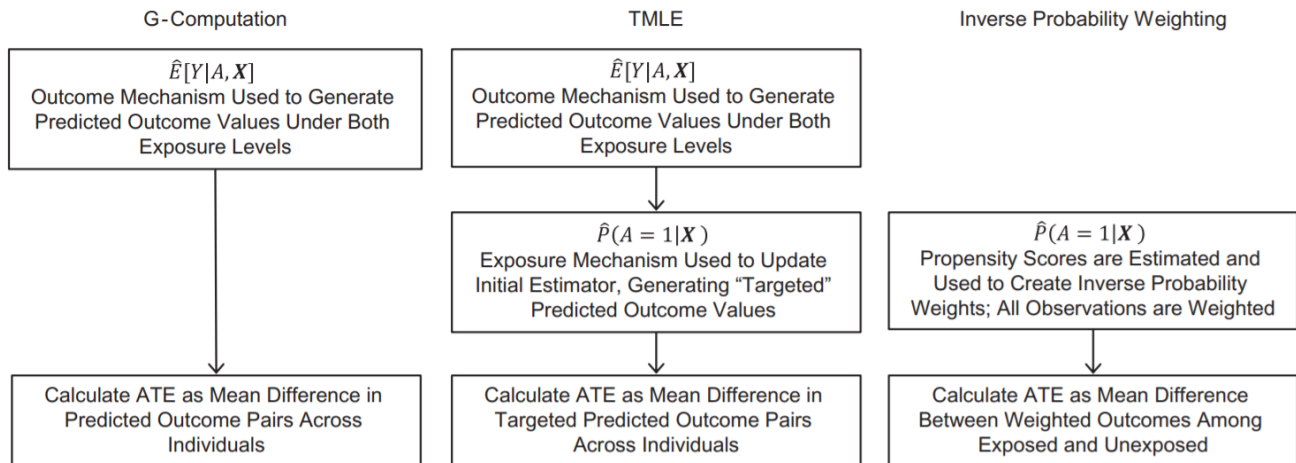 G-Computation
Ê[Y|A, X]
Outcome Mechanism Used to Generate
Predicted Outcome Values Under Both
Exposure Levels
Calculate ATE as Mean Difference in
Predicted Outcome Pairs Across
Individuals
TMLE
Ê[Y|A, X]
Outcome Mechanism Used to Generate
Predicted Outcome Values Under Both
Exposure Levels
P̂(A = 1|X)
Exposure Mechanism Used to Update
Initial Estimator, Generating “Targeted”
Predicted Outcome Values
Calculate ATE as Mean Difference in
Targeted Predicted Outcome Pairs
Across Individuals
Inverse Probability Weighting
P̂(A = 1|X)
Propensity Scores are Estimated and
Used to Create Inverse Probability
Weights; All Observations are Weighted
Calculate ATE as Mean Difference
Between Weighted Outcomes Among
Exposed and Unexposed